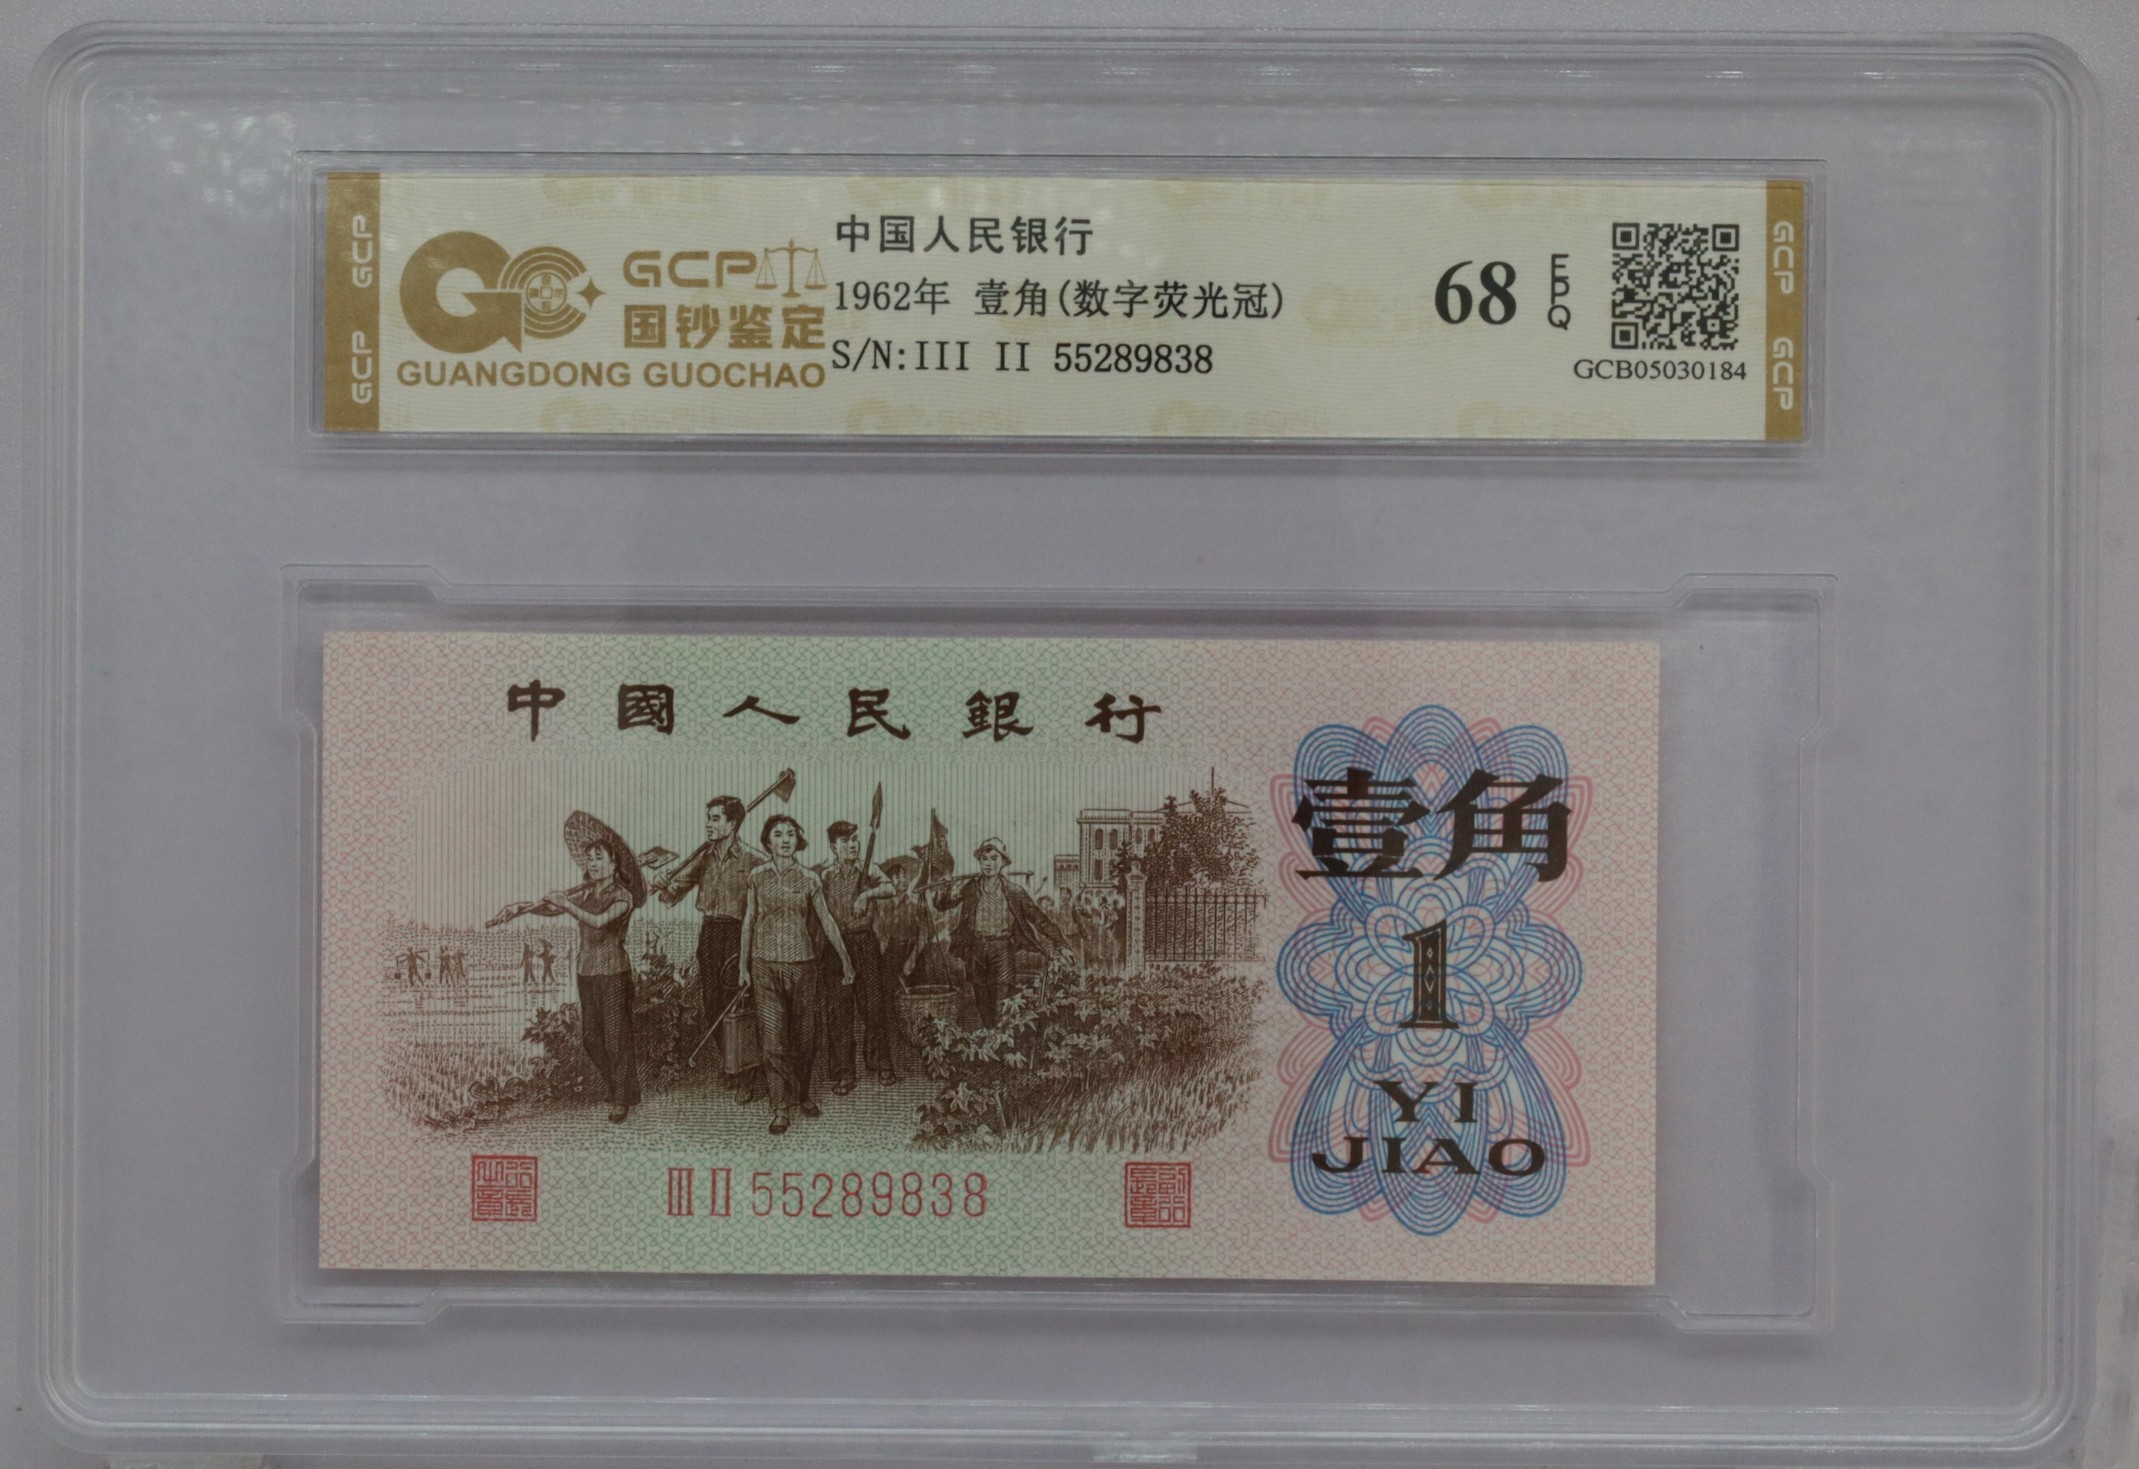 GCP
GCP
GCP
国钞鉴定
GUANGDONG GUOCHAO
中国人民银行
1962年 壹角(数字荧光冠)
S/N:III II 55289838
68
EPQ
GCB05030184
GCP
GCP
中國人民銀行
壹角
1
YI
JIAO
III II 55289838